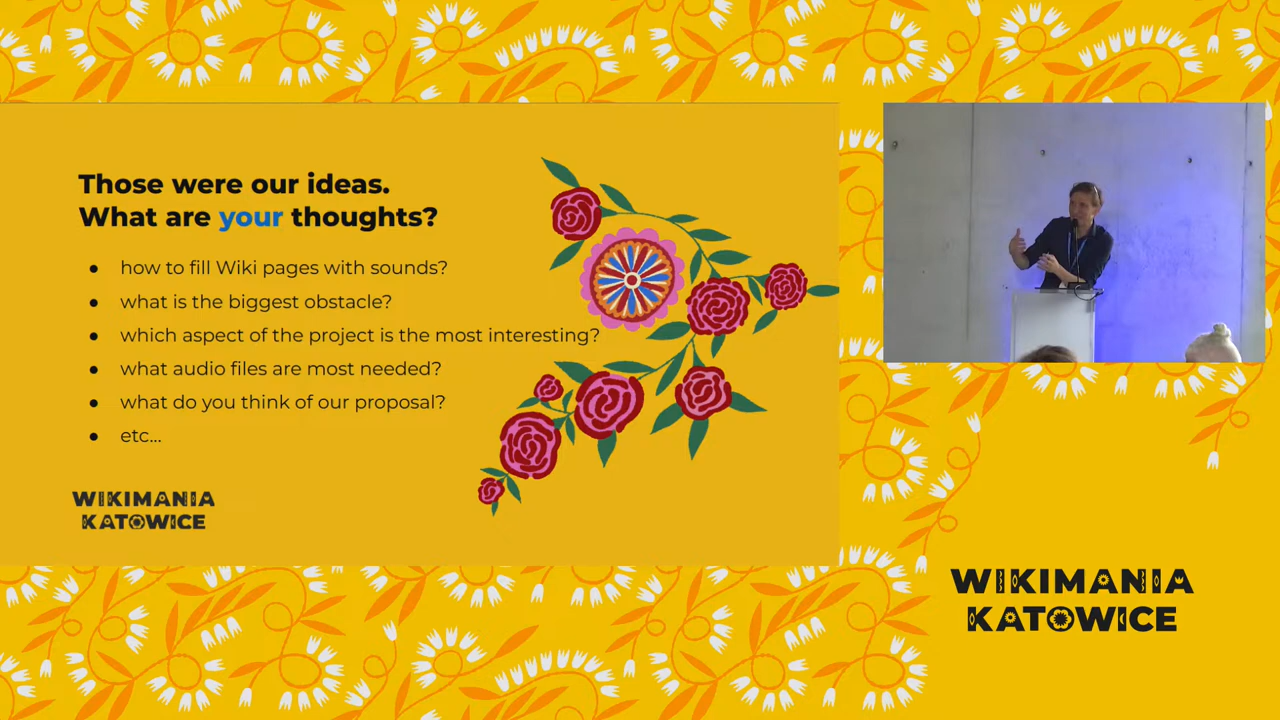 Those were our ideas.
What are your thoughts?
● how to fill Wiki pages with sounds?
● what is the biggest obstacle?
● which aspect of the project is the most interesting?
● what audio files are most needed?
● what do you think of our proposal?
● etc...
WIKIMANIA
KATOWICE
WIKIMANIA
KATOWICE